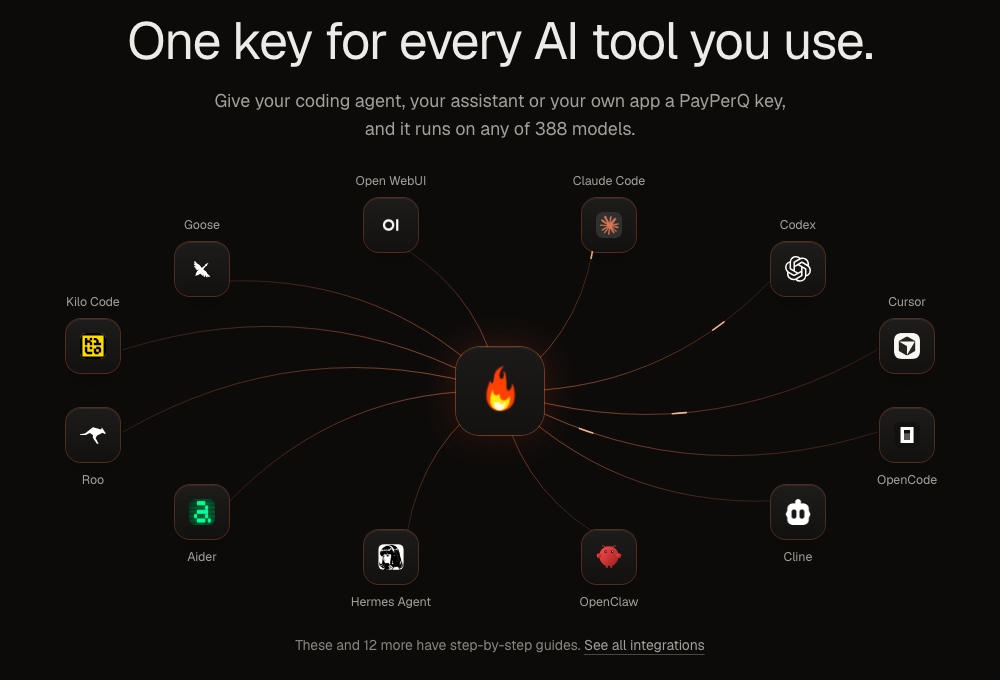 One key for every AI tool you use.
Give your coding agent, your assistant or your own app a PayPerQ key,
and it runs on any of 388 models.
Open WebUI
Claude Code
OI
Goose
Codex
Kilo Code
Cursor
Roo
OpenCode
a
Aider
Cline
Hermes Agent
OpenClaw
These and 12 more have step-by-step guides. See all integrations